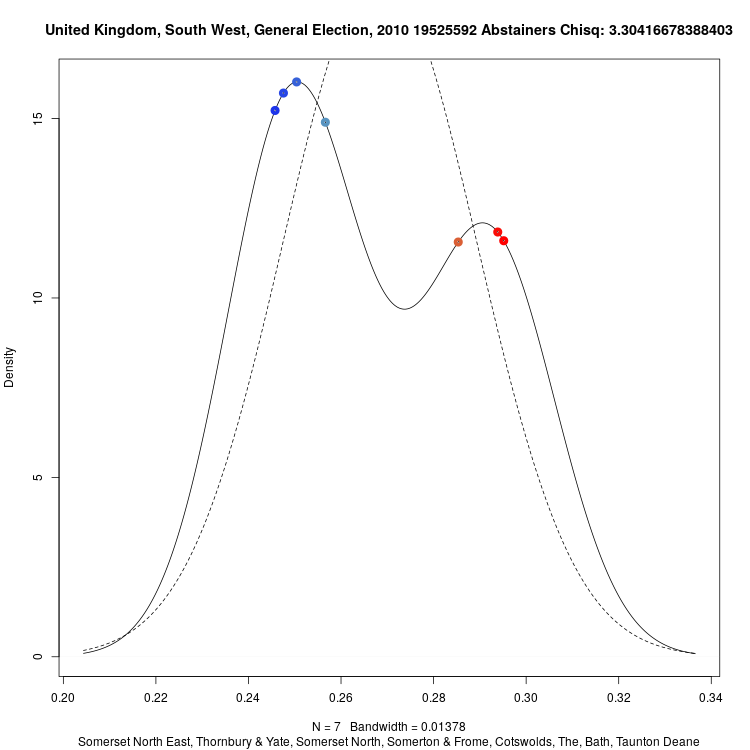 United Kingdom, South West, General Election, 2010 19525592 Abstainers Chisq: 3.30416678388403
Density
15
10
5
0
0.20 0.22 0.24 0.26 0.28 0.30 0.32 0.34
N = 7 Bandwidth = 0.01378
Somerset North East, Thornbury & Yate, Somerset North, Somerton & Frome, Cotswolds, The, Bath, Taunton Deane